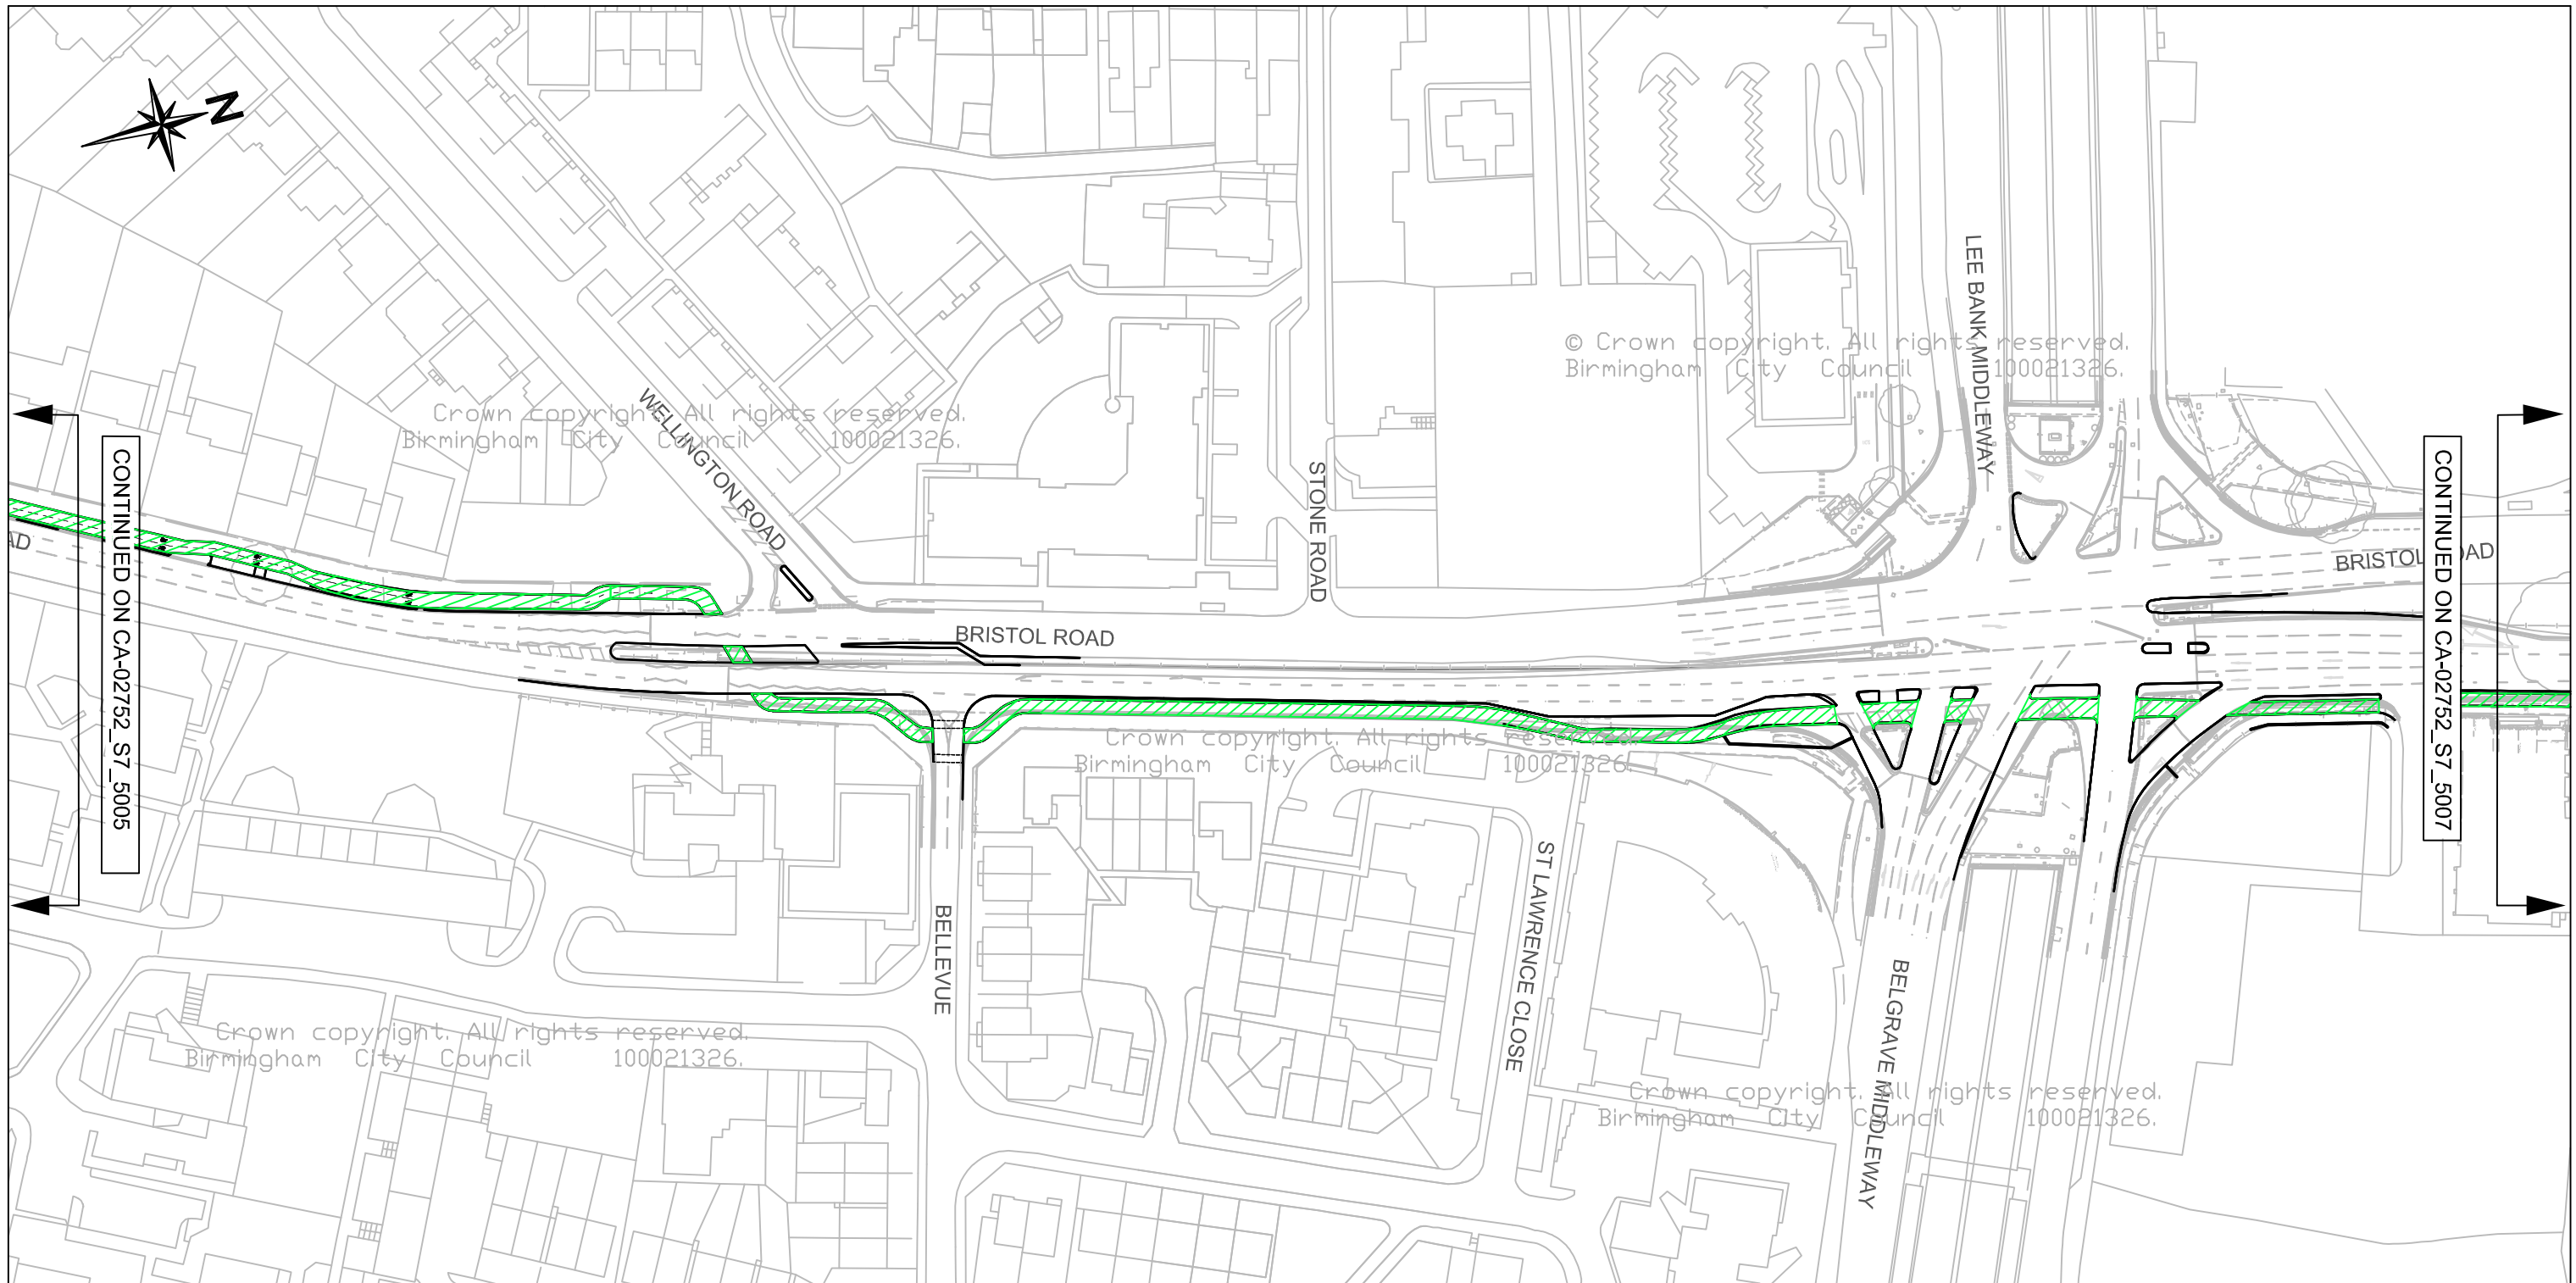 N
© Crown copyright. All rights reserved.
Birmingham City Council 100021326.
LEE BANK MIDDLEWAY
Crown copyright. All rights reserved.
Birmingham City Council 100021326.
WELLINGTON ROAD
STONE ROAD
CONTINUED ON CA-02752_S7_5005
CONTINUED ON CA-02752_S7_5007
AD
BRISTOL ROAD
BRISTOL ROAD
Crown copyright. All rights reserved.
Birmingham City Council 100021326.
ST LAWRENCE CLOSE
BELLEVUE
BELGRAVE MIDDLEWAY
Crown copyright. All rights reserved.
Birmingham City Council 100021326.
Crown copyright. All rights reserved.
Birmingham City Council 100021326.